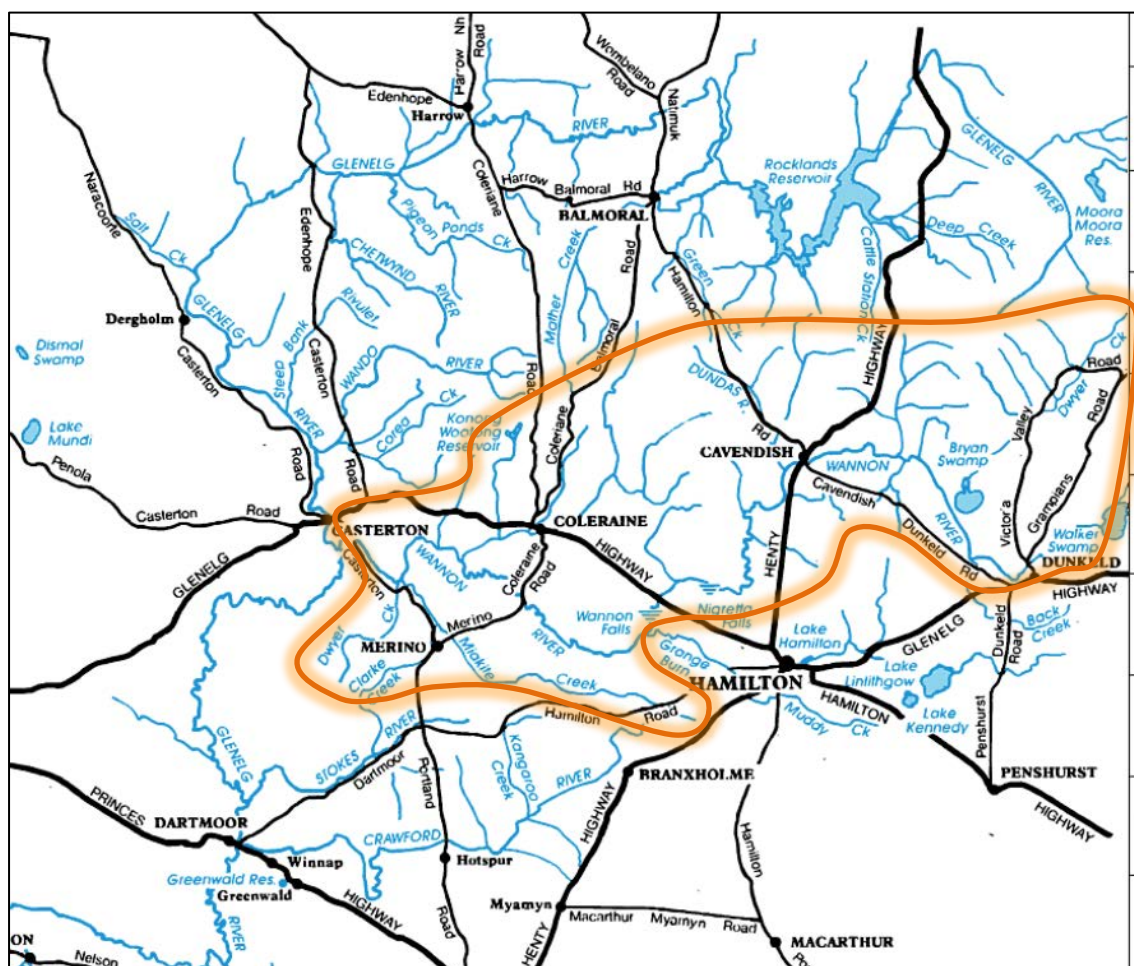 Harrow Nh
Road
Wombelano
Road
Natimuk
Edenhope
Harrow
RIVER
GLENELG
RIVER
Rocklands
Reservoir
Moora
Moora
Res.
GLENELG
Naracoorte
Salt
Ck
Edenhope
Coleriane
Harrow Balmoral Rd
BALMORAL
Pigeon
Ponds
Ck
Creek
Road
CHETWYND
RIVER
Green
Ck
Hamilton
Cattle Station Ck
Deep Creek
Dergholm
GLENELG
Rivulet
Steep Bank
Casterton
WANDO
RIVER
Road
Mather
Balmoral
HIGHWAY
Dismal
Swamp
Casterton
RIVER
Corea Ck
Konong
Wootong
Reservoir
Coleriane
DUNDAS R.
Rd
Ck
Road
Dwyer
Valley
Road
Lake
Mundi
Penola
Casterton Road
Road
Road
CAVENDISH
WANNON
RIVER
Bryan
Swamp
Cavendish
Dunkeld
Rd
Victoria
Grampians
Walker
Swamp
CASTERTON
COLERAINE
DUNKELD
HIGHWAY
GLENELG
Casterton
WANNON
Coleraine
Road
HIGHWAY
HENTY
Dwyer
Ck
MERINO
Merino
Wannon
Falls
Nigretta
Falls
RIVER
Lake
Hamilton
GLENELG
Dunkeld
Road
Back
Creek
Clarke
Creek
Miakite
Creek
Grange
Burn
HAMILTON
Lake
Linlithgow
HAMILTON
Lake
Kennedy
Muddy
Ck
Hamilton Road
GLENELG
STOKES
RIVER
Dartmoor
Portland
Kangaroo
Creek
RIVER
BRANXHOLME
Penshurst
PENSHURST
HIGHWAY
PRINCES
DARTMOOR
CRAWFORD
HIGHWAY
Hamilton
Winnap
Hotspur
Greenwald Res.
Greenwald
HIGHWAY
Road
Myamyn
Macarthur Myamyn Road
RIVER
HENTY
MACARTHUR
ON
Nelson